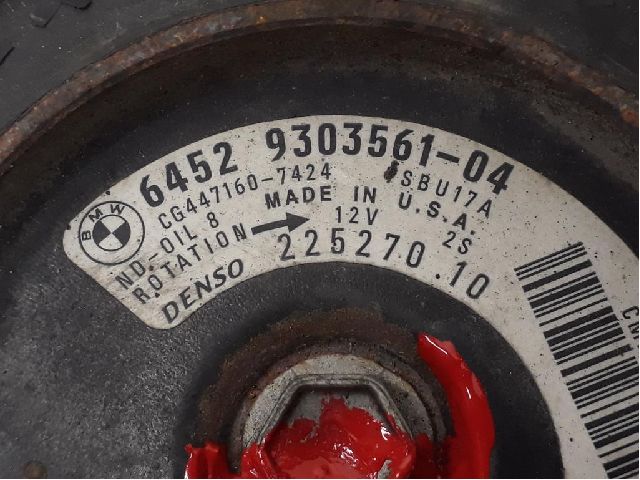 6452 9303561-04
CG447160-7424 SBU17A
BMW
ND-OIL 8 MADE IN U.S.A.
ROTATION → 12V 2S
DENSO 225270.10